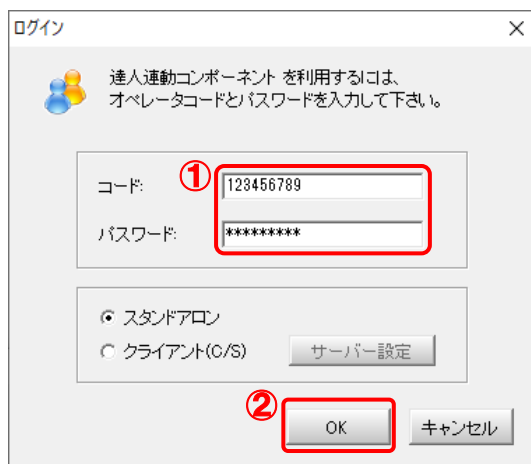 ログイン
達人連動コンポーネント を利用するには、
オペレータコードとパスワードを入力して下さい。
①
コード: 123456789
パスワード: *********
スタンドアロン
クライアント(C/S) サーバー設定
②
OK キャンセル